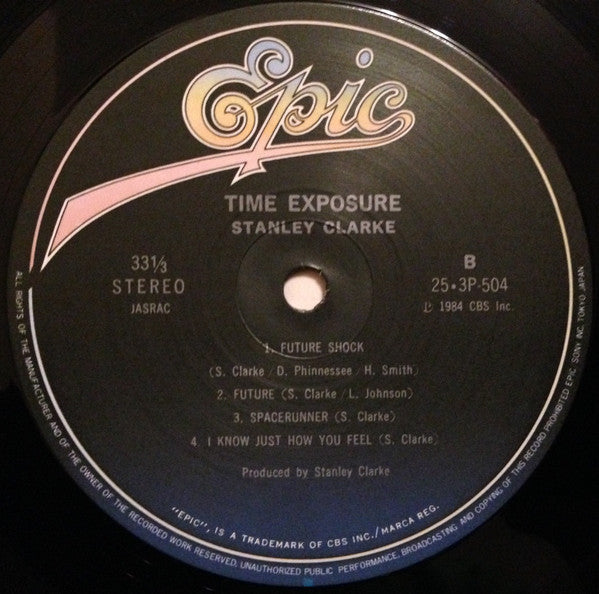 Epic
TIME EXPOSURE
STANLEY CLARKE
33⅓
STEREO
JASRAC
B
25・3P-504
℗ 1984 CBS Inc.
1. FUTURE SHOCK
(S. Clarke / D. Phinnessee / H. Smith)
2. FUTURE (S. Clarke / L. Johnson)
3. SPACERUNNER (S. Clarke)
4. I KNOW JUST HOW YOU FEEL (S. Clarke)
Produced by Stanley Clarke
"EPIC", IS A TRADEMARK OF CBS INC./MARCA REG.
ALL RIGHTS OF THE MANUFACTURER AND OF THE OWNER OF THE RECORDED WORK RESERVED. UNAUTHORIZED PUBLIC PERFORMANCE, BROADCASTING AND COPYING OF THIS RECORD PROHIBITED EPIC SONY INC. TOKYO JAPAN